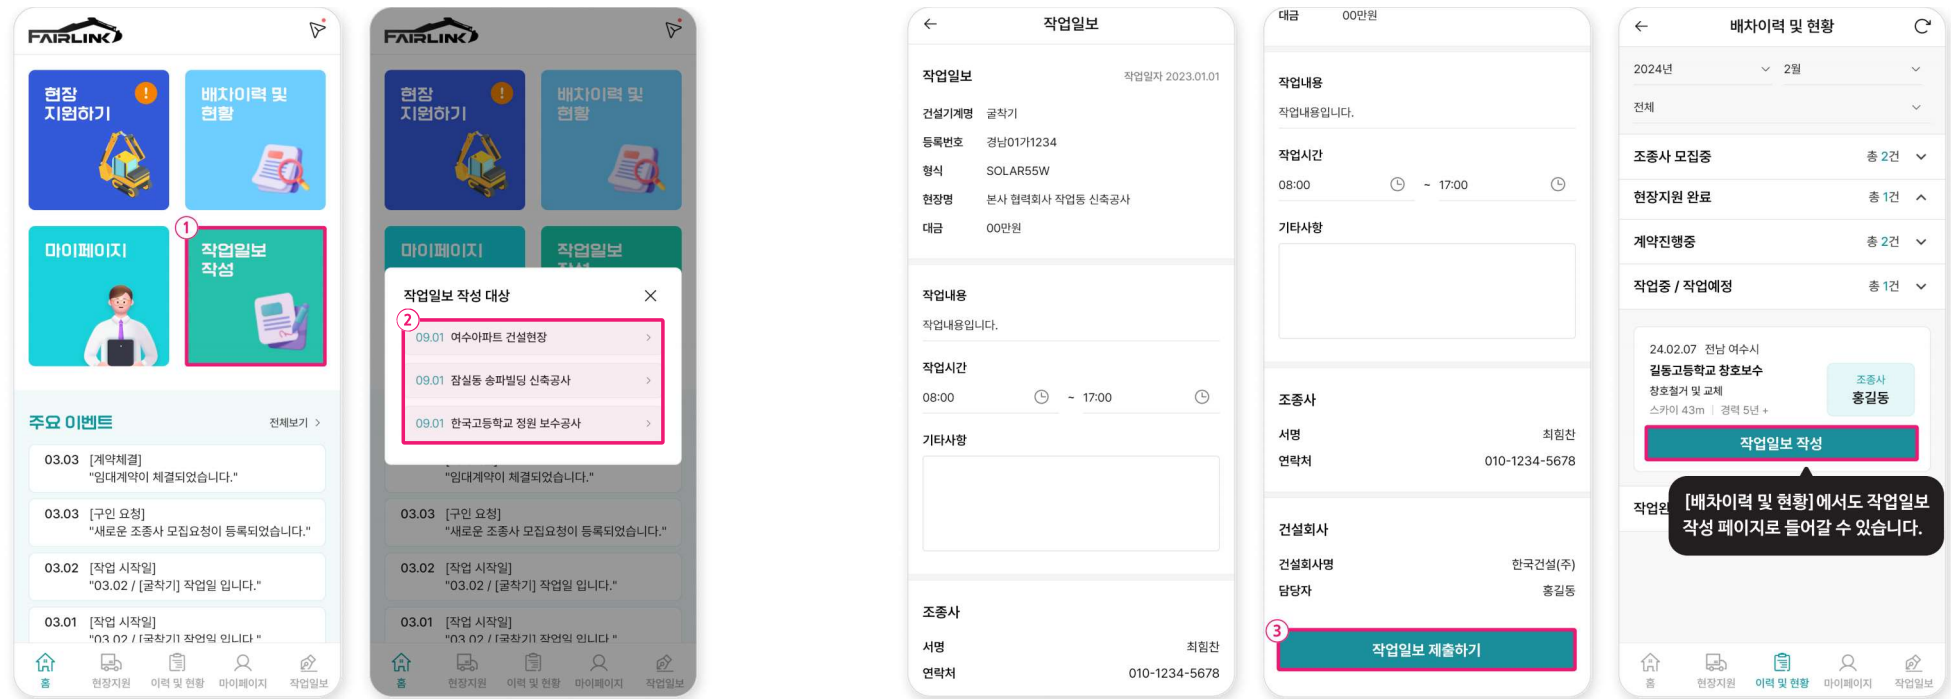 FAIRLINK
현장
지원하기
!
배차이력 및
현황
1
마이페이지
작업일보
작성
주요 이벤트
전체보기 >
03.03 [계약체결]
"임대계약이 체결되었습니다."
03.03 [구인 요청]
"새로운 조종사 모집요청이 등록되었습니다."
03.02 [작업 시작일]
"03.02 / [굴착기] 작업일 입니다."
03.01 [작업 시작일]
"03.02 / [굴착기] 작업일 입니다."
홈 현장지원 이력 및 현황 마이페이지 작업일보
FAIRLINK
현장
지원하기
!
배차이력 및
현황
마이페이지
작업일보
작성
작업일보 작성 대상
2
09.01 여수아파트 건설현장
09.01 잠실동 송파빌딩 신축공사
09.01 한국고등학교 정원 보수공사
"임대계약이 체결되었습니다."
03.03 [구인 요청]
"새로운 조종사 모집요청이 등록되었습니다."
03.02 [작업 시작일]
"03.02 / [굴착기] 작업일 입니다."
03.01 [작업 시작일]
"03.02 / [굴착기] 작업일 입니다."
홈 현장지원 이력 및 현황 마이페이지 작업일보
작업일보
작업일보 작업일자 2023.01.01
건설기계명 굴착기
등록번호 경남01가1234
형식 SOLAR55W
현장명 본사 협력회사 작업동 신축공사
대금 00만원
작업내용
작업내용입니다.
작업시간
08:00 ~ 17:00
기타사항
조종사
서명 최힘찬
연락처 010-1234-5678
대금 00만원
작업내용
작업내용입니다.
작업시간
08:00 ~ 17:00
기타사항
조종사
서명 최힘찬
연락처 010-1234-5678
건설회사
건설회사명 한국건설(주)
담당자 홍길동
3
작업일보 제출하기
배차이력 및 현황
2024년 2월
전체
조종사 모집중 총 2건
현장지원 완료 총 1건
계약진행중 총 2건
작업중 / 작업예정 총 1건
24.02.07 전남 여수시
길동고등학교 창호보수
창호철거 및 교체
스카이 43m | 경력 5년 +
조종사
홍길동
작업일보 작성
[배차이력 및 현황]에서도 작업일보
작성 페이지로 들어갈 수 있습니다.
홈 현장지원 이력 및 현황 마이페이지 작업일보